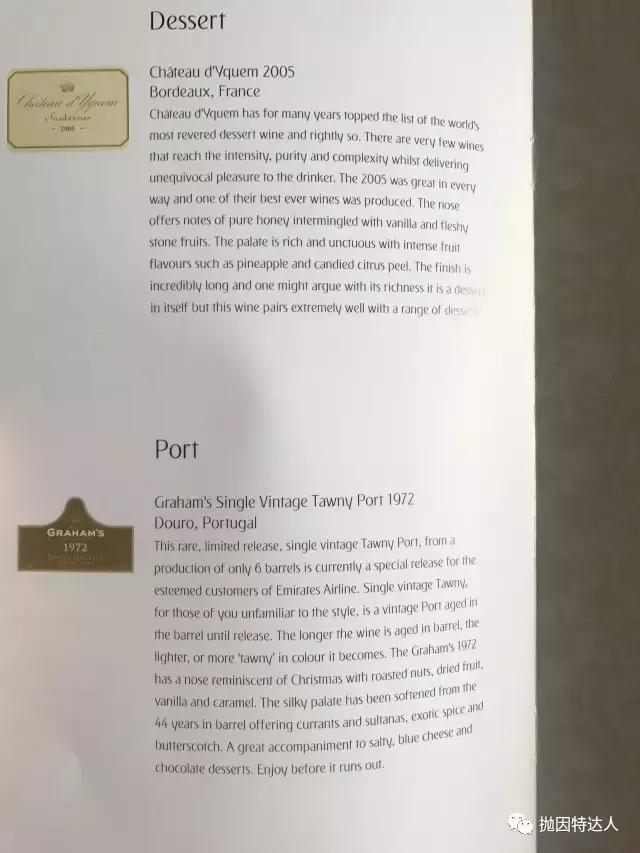 Dessert
Château d'Yquem
Sauternes
2005
Château d'Yquem 2005
Bordeaux, France
Château d'Yquem has for many years topped the list of the world's
most revered dessert wine and rightly so. There are very few wines
that reach the intensity, purity and complexity whilst delivering
unequivocal pleasure to the drinker. The 2005 was great in every
way and one of their best ever wines was produced. The nose
offers notes of pure honey intermingled with vanilla and fleshy
stone fruits. The palate is rich and unctuous with intense fruit
flavours such as pineapple and candied citrus peel. The finish is
incredibly long and one might argue with its richness it is a dessert
in itself but this wine pairs extremely well with a range of
Port
GRAHAM'S
1972
Graham's Single Vintage Tawny Port 1972
Douro, Portugal
This rare, limited release, single vintage Tawny Port, from a
production of only 6 barrels is currently a special release for the
esteemed customers of Emirates Airline. Single vintage Tawny,
for those of you unfamiliar to the style, is a vintage Port aged in
the barrel until release. The longer the wine is aged in barrel, the
lighter, or more 'tawny' in colour it becomes. The Graham's 1972
has a nose reminiscent of Christmas with roasted nuts, dried fruit,
vanilla and caramel. The silky palate has been softened from the
44 years in barrel offering currants and sultanas, exotic spice and
butterscotch. A great accompaniment to salty, blue cheese and
chocolate desserts. Enjoy before it runs out.
抛因特达人